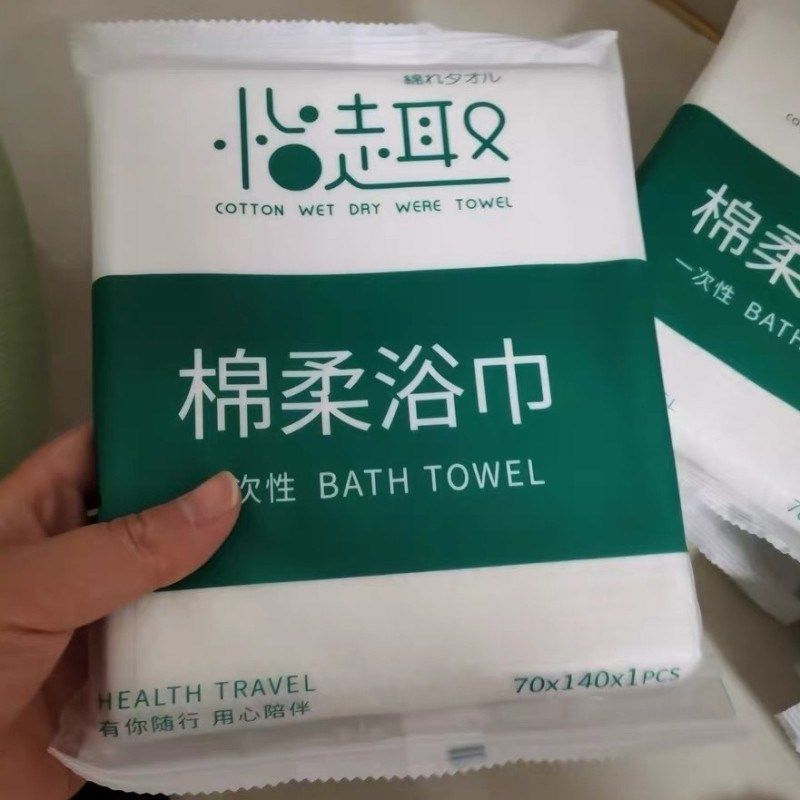 綿れタオル
怡趣
COTTON WET DRY WERE TOWEL
棉柔浴巾
次性 BATH TOWEL
HEALTH TRAVEL
有你随行 用心陪伴
70x140x1PCS
棉柔
一次性 BATH